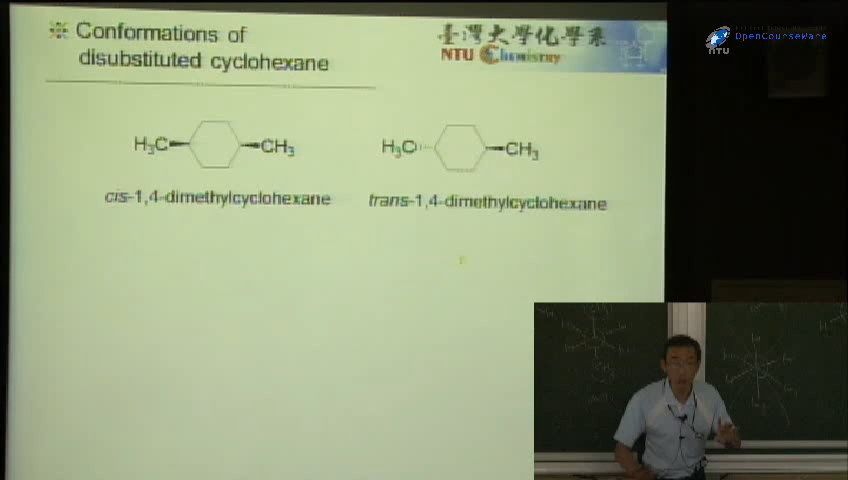 Conformations of
disubstituted cyclohexane
臺灣大學化學系
NTU Chemistry
OpenCourseWare
NTU
H₃C CH₃
H₃C CH₃
cis-1,4-dimethylcyclohexane
trans-1,4-dimethylcyclohexane